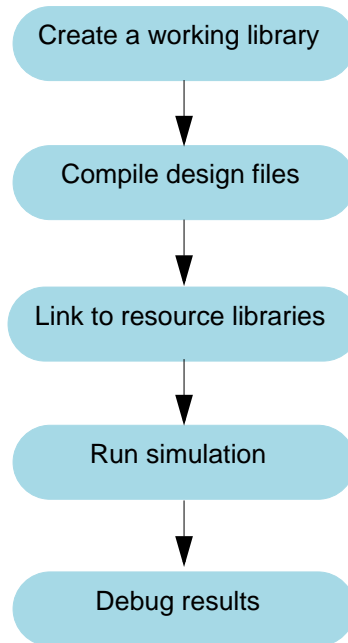 Create a working library
Compile design files
Link to resource libraries
Run simulation
Debug results